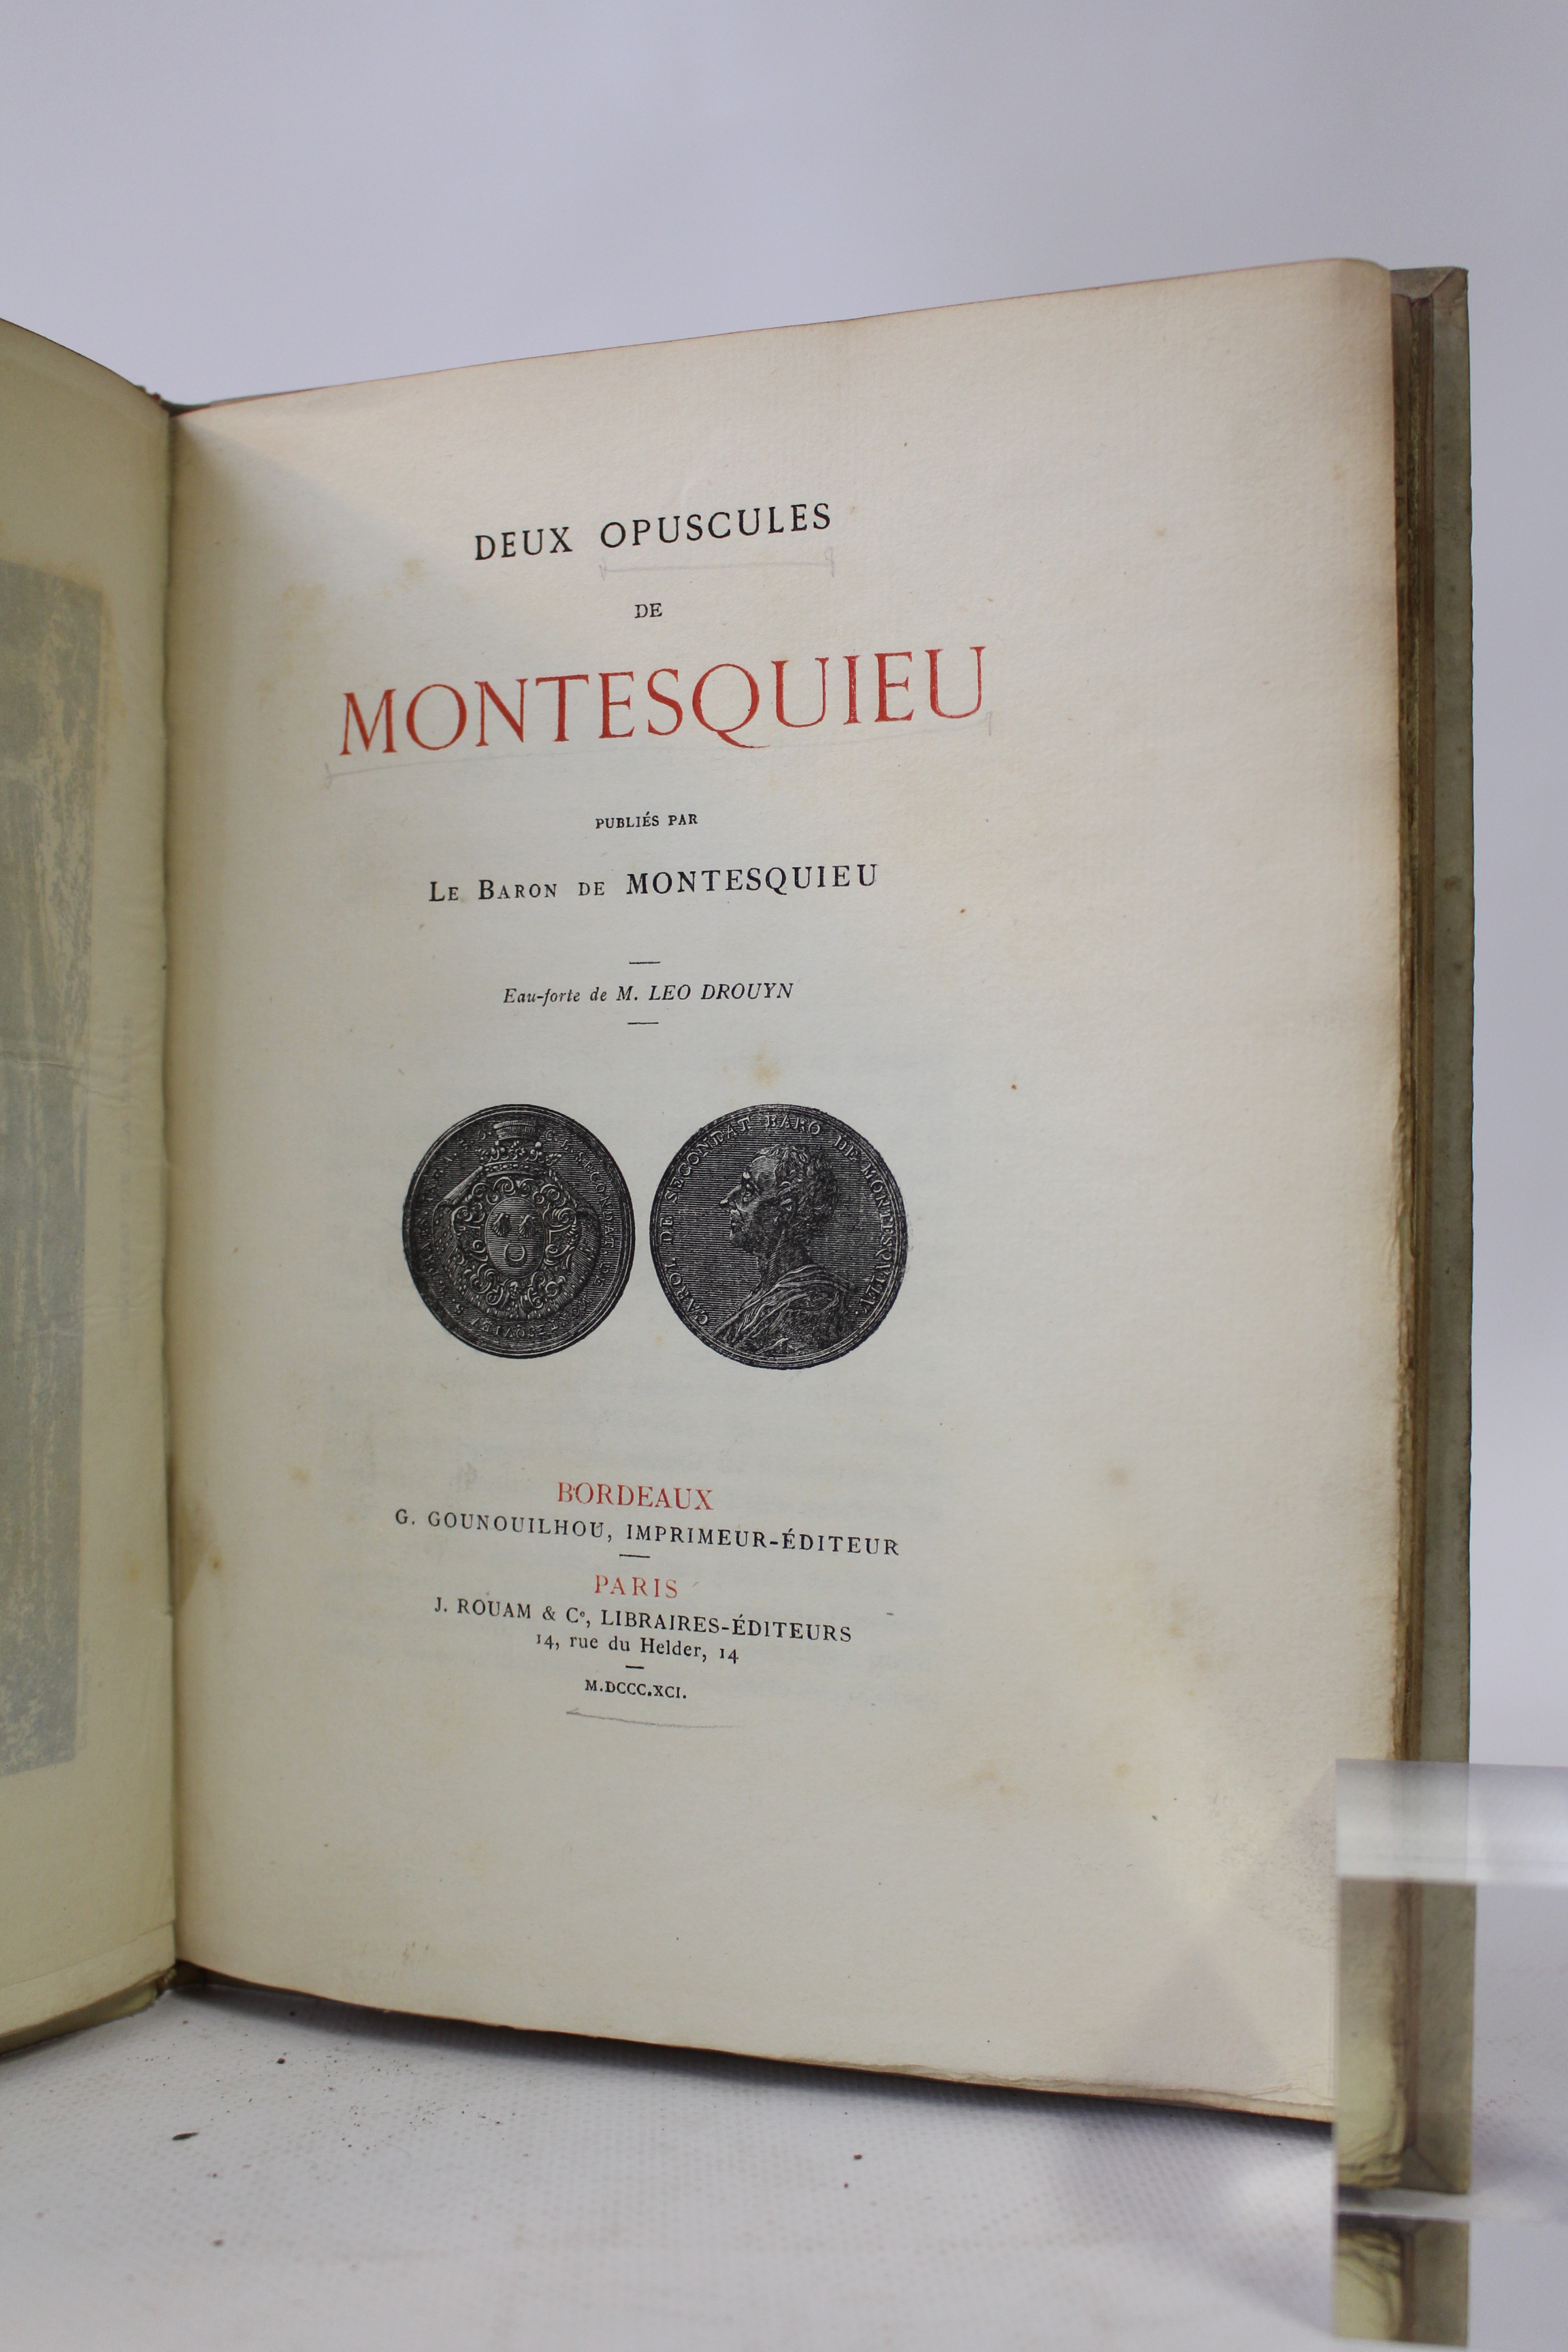 DEUX OPUSCULES
DE
MONTESQUIEU
PUBLIÉS PAR
LE BARON DE MONTESQUIEU
Eau-forte de M. LEO DROUYN
CAROL. DE SECONDAT BARO DE MONTESQVIEV
BORDEAUX
G. GOUNOUILHOU, IMPRIMEUR-ÉDITEUR
PARIS
J. ROUAM & Cᵉ, LIBRAIRES-ÉDITEURS
14, rue du Helder, 14
M.DCCC.XCI.